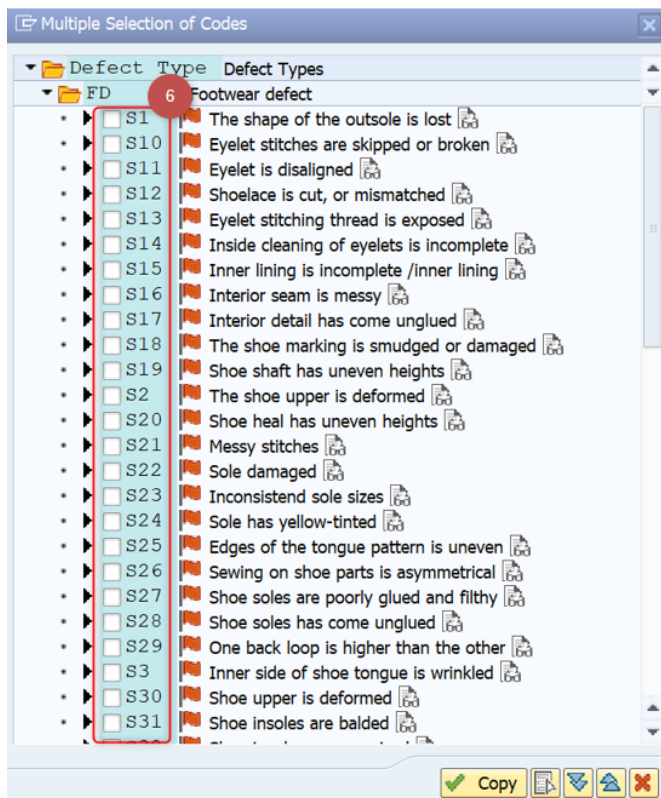 Multiple Selection of Codes
Defect Type Defect Types
FD 6 Footwear defect
S1 The shape of the outsole is lost
S10 Eyelet stitches are skipped or broken
S11 Eyelet is disaligned
S12 Shoelace is cut, or mismatched
S13 Eyelet stitching thread is exposed
S14 Inside cleaning of eyelets is incomplete
S15 Inner lining is incomplete /inner lining
S16 Interior seam is messy
S17 Interior detail has come unglued
S18 The shoe marking is smudged or damaged
S19 Shoe shaft has uneven heights
S2 The shoe upper is deformed
S20 Shoe heal has uneven heights
S21 Messy stitches
S22 Sole damaged
S23 Inconsistend sole sizes
S24 Sole has yellow-tinted
S25 Edges of the tongue pattern is uneven
S26 Sewing on shoe parts is asymmetrical
S27 Shoe soles are poorly glued and filthy
S28 Shoe soles has come unglued
S29 One back loop is higher than the other
S3 Inner side of shoe tongue is wrinkled
S30 Shoe upper is deformed
S31 Shoe insoles are balded
Copy